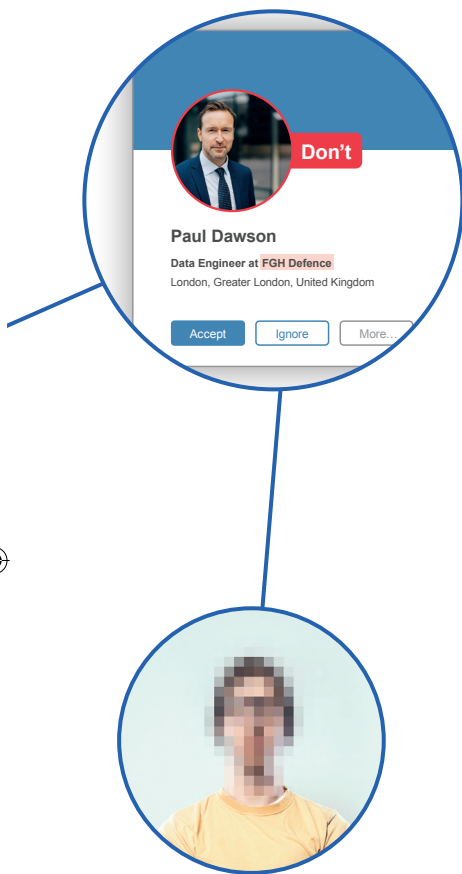 Don't
Paul Dawson
Data Engineer at FGH Defence
London, Greater London, United Kingdom
Accept
Ignore
More...